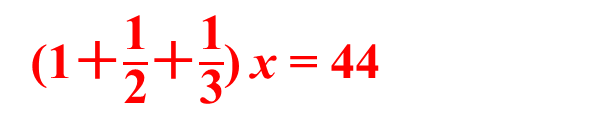 (1+1/2+1/3) x = 44